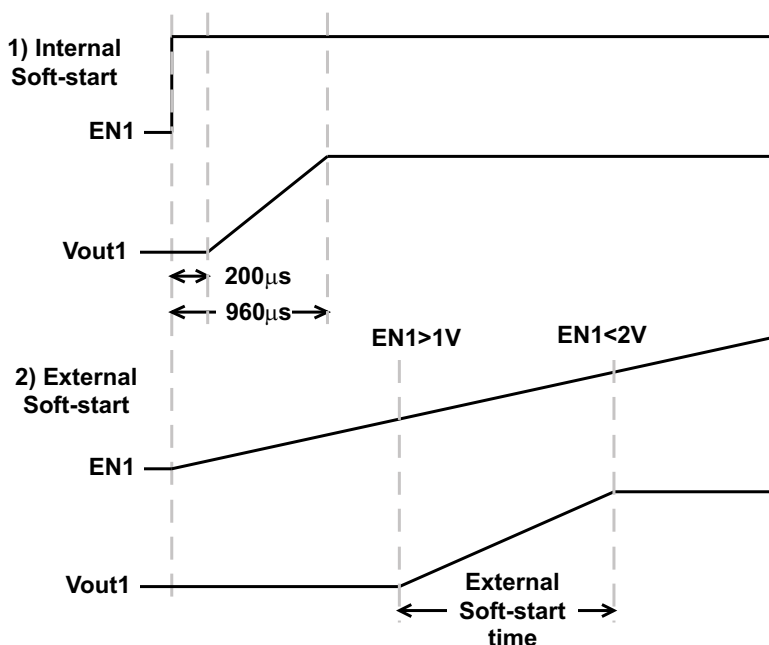 1) Internal
Soft-start
EN1
Vout1
200μs
960μs
EN1>1V
EN1<2V
2) External
Soft-start
EN1
Vout1
External
Soft-start
time